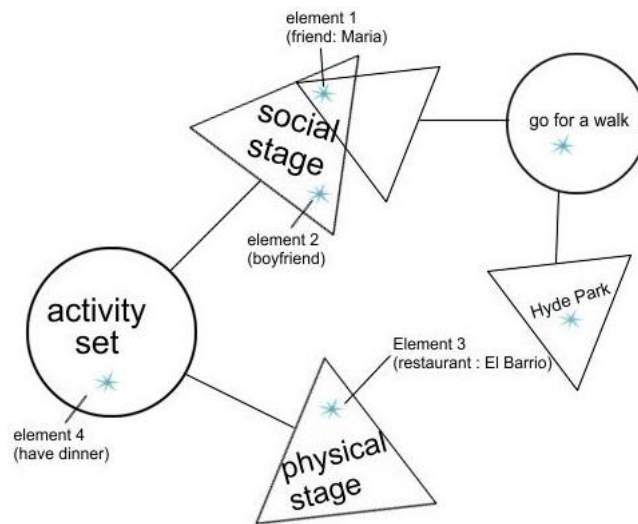 element 1
(friend: Maria)
social
stage
go for a walk
element 2
(boyfriend)
Hyde Park
activity
set
Element 3
(restaurant : El Barrio)
element 4
(have dinner)
physical
stage